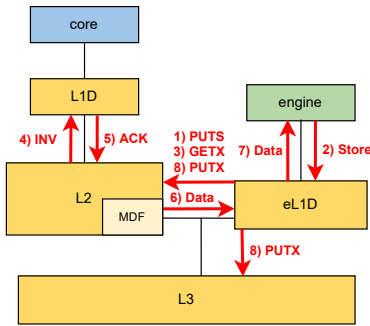 core
L1D
engine
4) INV
5) ACK
1) PUTS
3) GETX
8) PUTX
7) Data
2) Store
L2
MDF
6) Data
eL1D
8) PUTX
L3